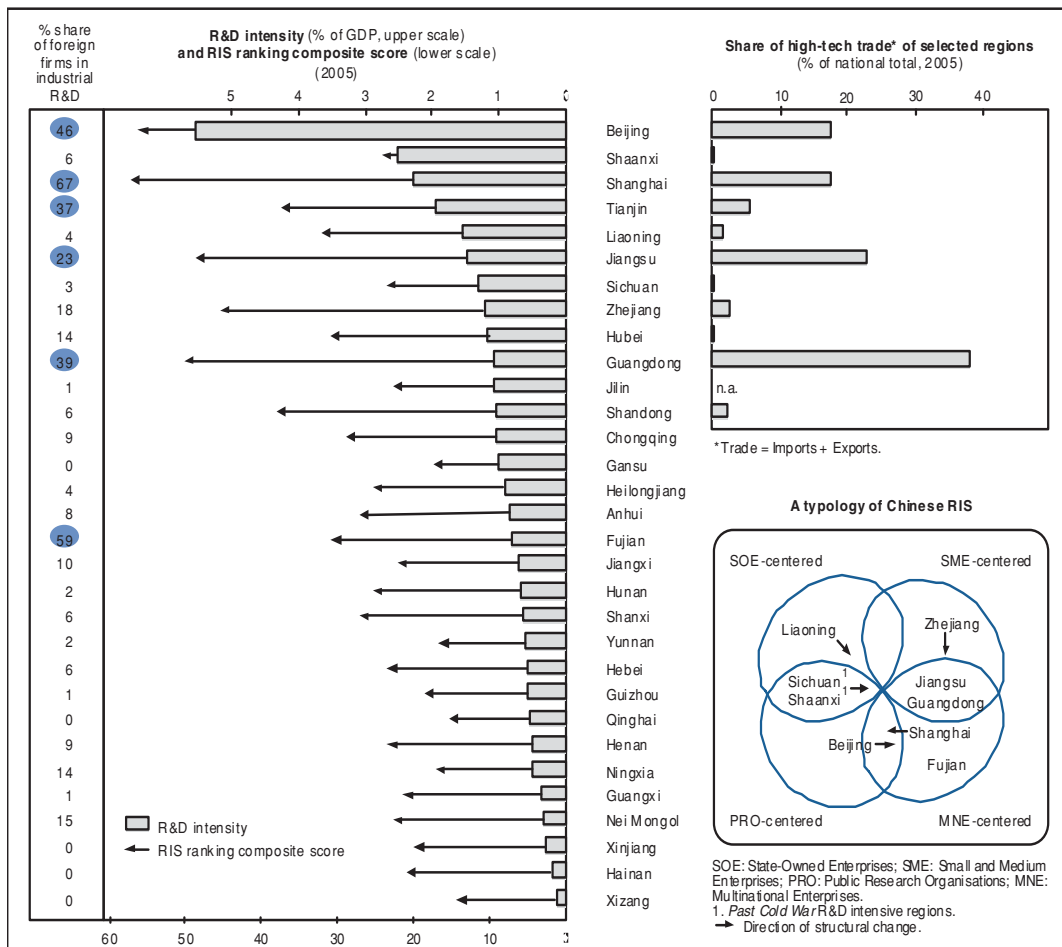 % share
of foreign
firms in
industrial
R&D
R&D intensity (% of GDP, upper scale)
and RIS ranking composite score (lower scale)
(2005)
5 4 3 2 1
46 Beijing
6 Shaanxi
67 Shanghai
37 Tianjin
4 Liaoning
23 Jiangsu
3 Sichuan
18 Zhejiang
14 Hubei
39 Guangdong
1 Jilin
6 Shandong
9 Chongqing
0 Gansu
4 Heilongjiang
8 Anhui
59 Fujian
10 Jiangxi
2 Hunan
6 Shanxi
2 Yunnan
6 Hebei
1 Guizhou
0 Qinghai
9 Henan
14 Ningxia
1 Guangxi
15 Nei Mongol
0 Xinjiang
0 Hainan
0 Xizang
R&D intensity
RIS ranking composite score
60 50 40 30 20 10
Share of high-tech trade* of selected regions
(% of national total, 2005)
0 10 20 30 40
n.a.
*Trade = Imports + Exports.
A typology of Chinese RIS
SOE-centered SME-centered
Liaoning Zhejiang
Sichuan1 Jiangsu
Shaanxi1 Guangdong
Shanghai
Beijing
Fujian
PRO-centered MNE-centered
SOE: State-Owned Enterprises; SME: Small and Medium
Enterprises; PRO: Public Research Organisations; MNE:
Multinational Enterprises.
1. Past Cold War R&D intensive regions.
Direction of structural change.